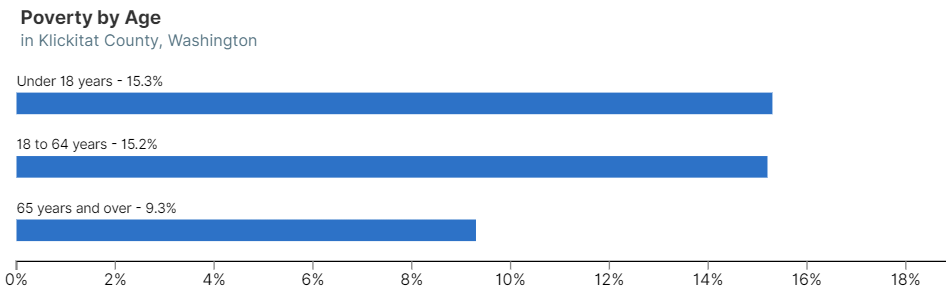 Poverty by Age
in Klickitat County, Washington
Under 18 years - 15.3%
18 to 64 years - 15.2%
65 years and over - 9.3%
0% 2% 4% 6% 8% 10% 12% 14% 16% 18%